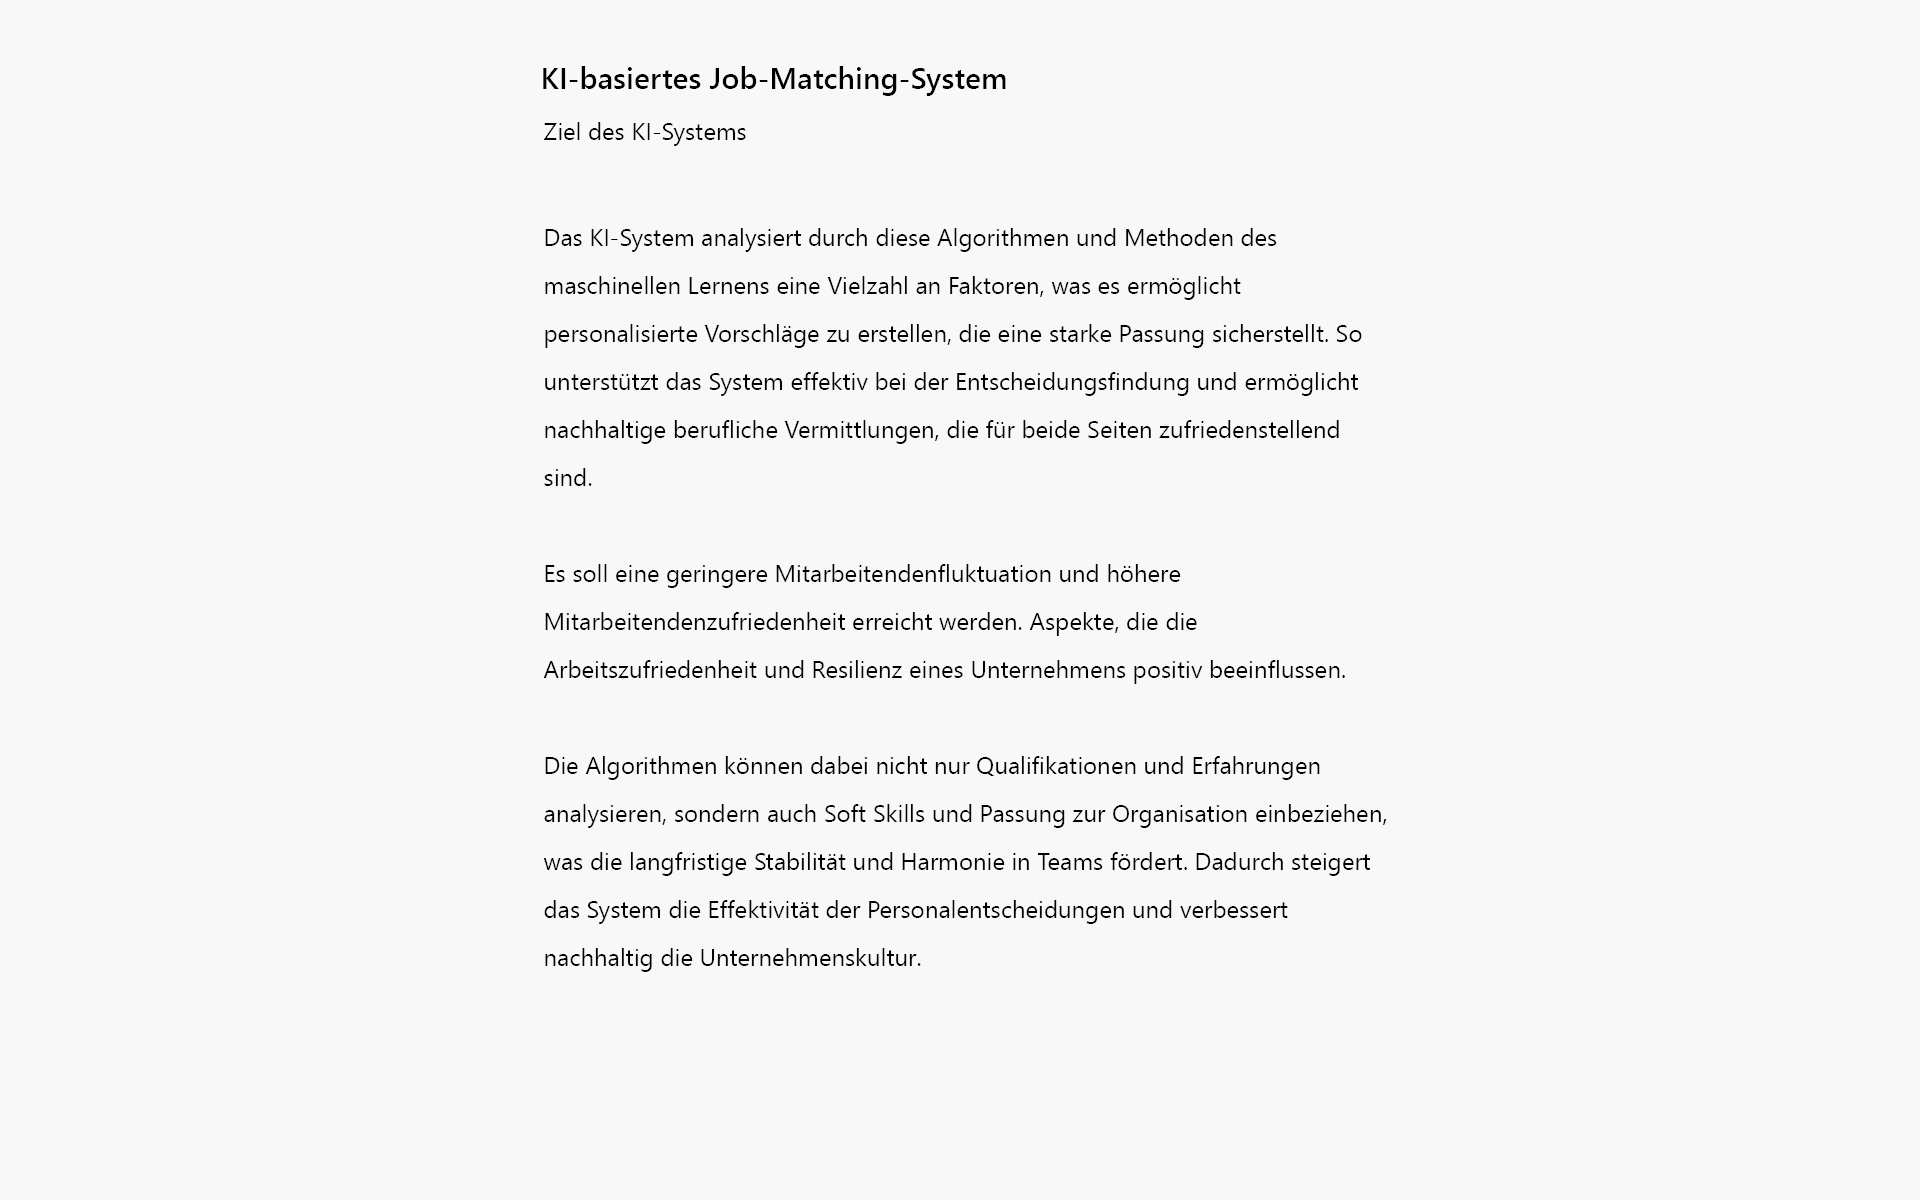 KI-basiertes Job-Matching-System
Ziel des KI-Systems
Das KI-System analysiert durch diese Algorithmen und Methoden des
maschinellen Lernens eine Vielzahl an Faktoren, was es ermöglicht
personalisierte Vorschläge zu erstellen, die eine starke Passung sicherstellt. So
unterstützt das System effektiv bei der Entscheidungsfindung und ermöglicht
nachhaltige berufliche Vermittlungen, die für beide Seiten zufriedenstellend
sind.
Es soll eine geringere Mitarbeitendenfluktuation und höhere
Mitarbeitendenzufriedenheit erreicht werden. Aspekte, die die
Arbeitszufriedenheit und Resilienz eines Unternehmens positiv beeinflussen.
Die Algorithmen können dabei nicht nur Qualifikationen und Erfahrungen
analysieren, sondern auch Soft Skills und Passung zur Organisation einbeziehen,
was die langfristige Stabilität und Harmonie in Teams fördert. Dadurch steigert
das System die Effektivität der Personalentscheidungen und verbessert
nachhaltig die Unternehmenskultur.